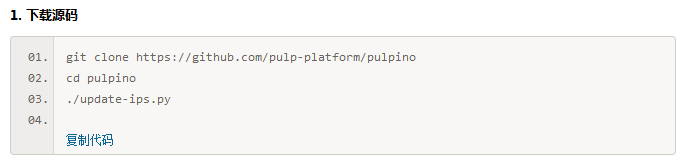 1. 下载源码
01. git clone https://github.com/pulp-platform/pulpino
02. cd pulpino
03. ./update-ips.py
04.
复制代码